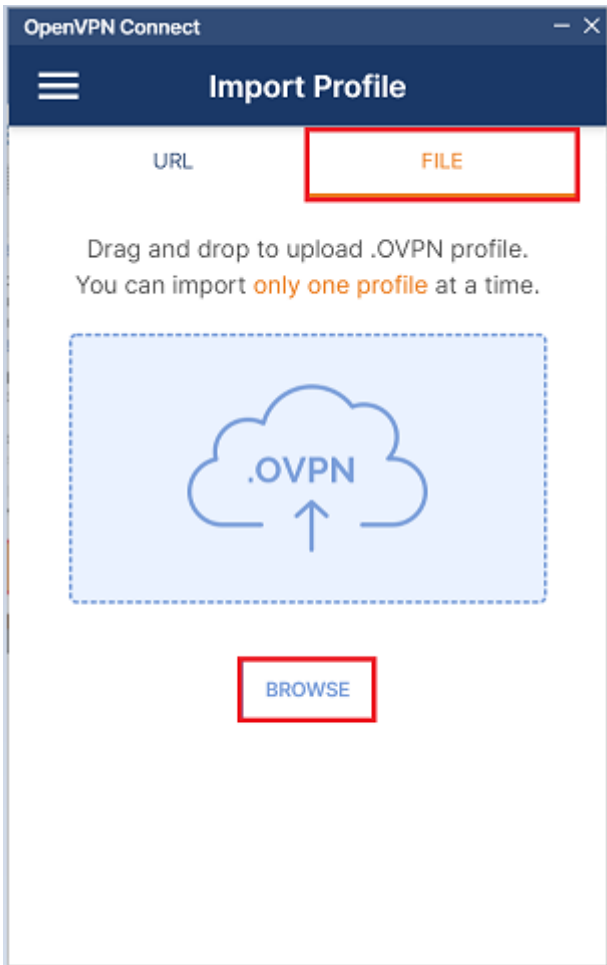 OpenVPN Connect
Import Profile
URL
FILE
Drag and drop to upload .OVPN profile.
You can import only one profile at a time.
.OVPN
BROWSE